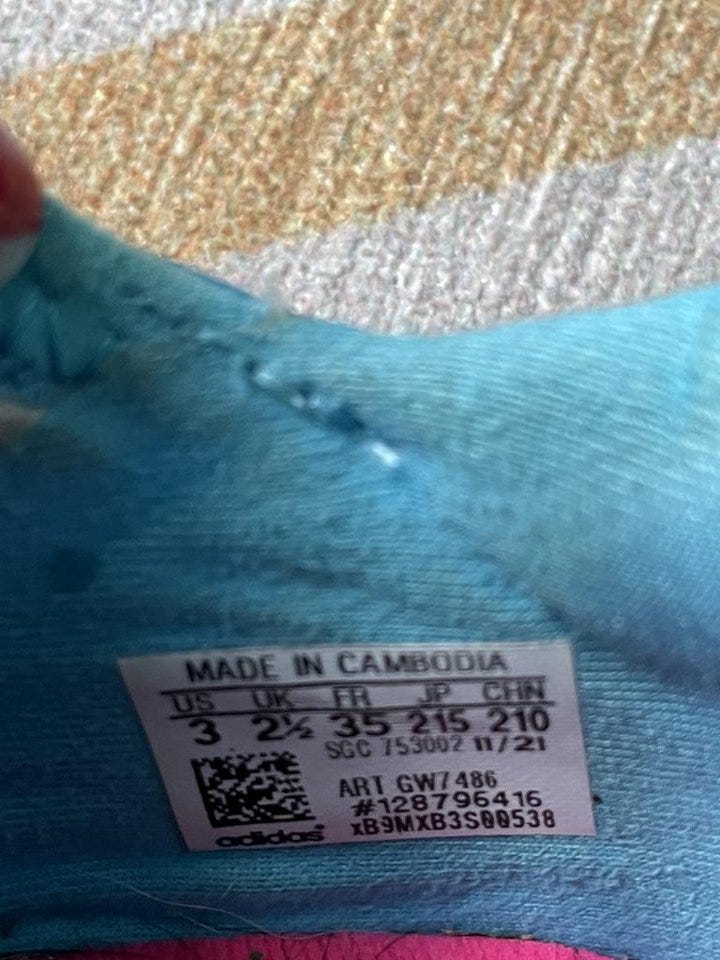 MADE IN CAMBODIA
US UK FR JP CHN
3 2½ 35 215 210
SGC 753002 11/21
ART GW7486
#128796416
xB9MXB3S00538
adidas